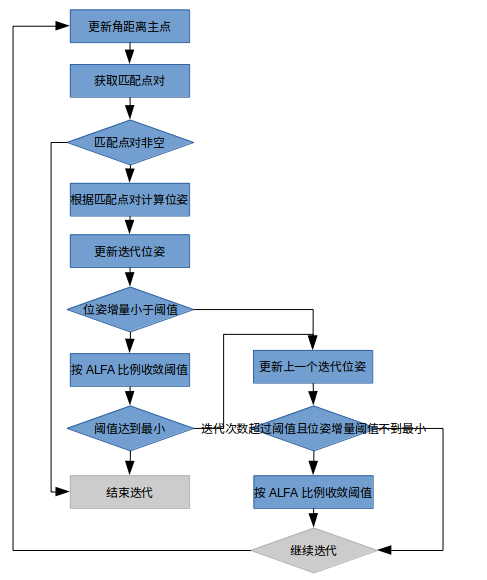 更新角距离主点
获取匹配点对
匹配点对非空
根据匹配点对计算位姿
更新迭代位姿
位姿增量小于阈值
按 ALFA 比例收敛阈值
更新上一个迭代位姿
阈值达到最小
迭代次数超过阈值且位姿增量阈值不到最小
结束迭代
按 ALFA 比例收敛阈值
继续迭代